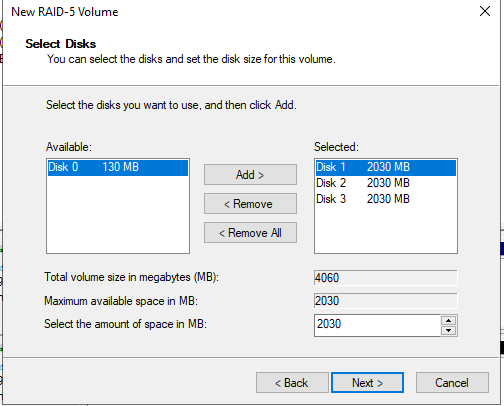 New RAID-5 Volume
Select Disks
You can select the disks and set the disk size for this volume.
Select the disks you want to use, and then click Add.
Available:
Disk 0 130 MB
Add >
< Remove
< Remove All
Selected:
Disk 1 2030 MB
Disk 2 2030 MB
Disk 3 2030 MB
Total volume size in megabytes (MB): 4060
Maximum available space in MB: 2030
Select the amount of space in MB: 2030
< Back Next > Cancel